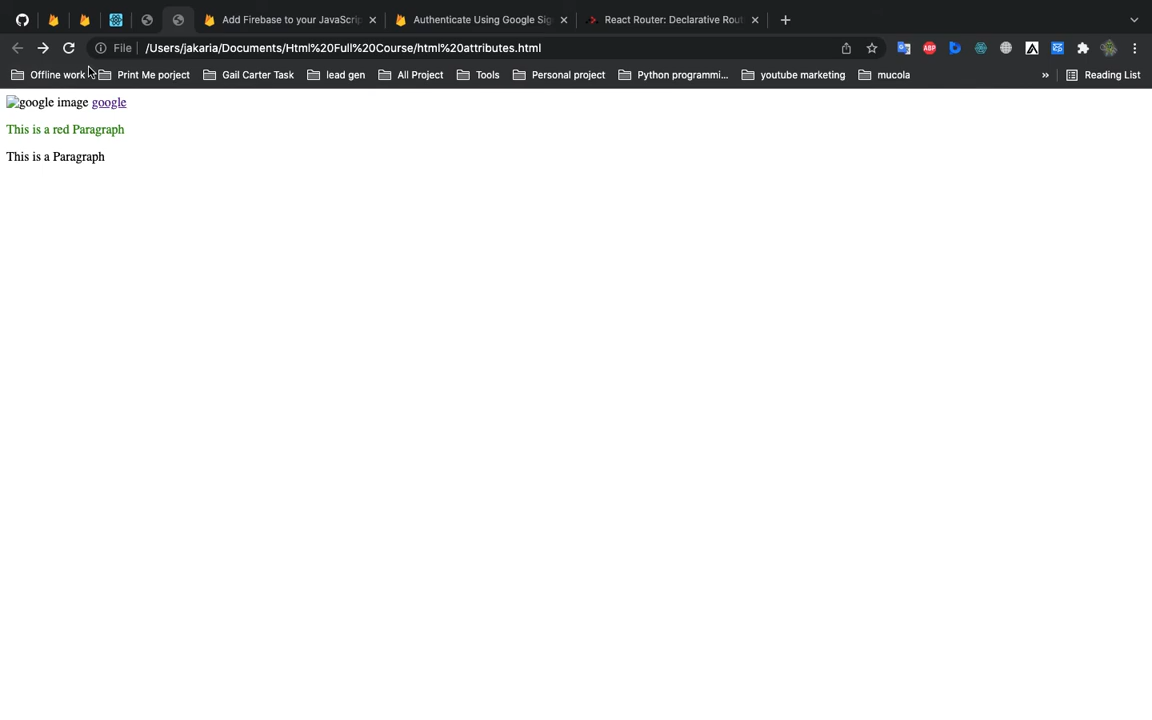 Add Firebase to your JavaScrip
Authenticate Using Google Sig
React Router: Declarative Rout
File
/Users/jakaria/Documents/Html%20Full%20Course/html%20attributes.html
Offline work
Print Me porject
Gail Carter Task
lead gen
All Project
Tools
Personal project
Python programmi...
youtube marketing
mucola
»
Reading List
google image google
This is a red Paragraph
This is a Paragraph